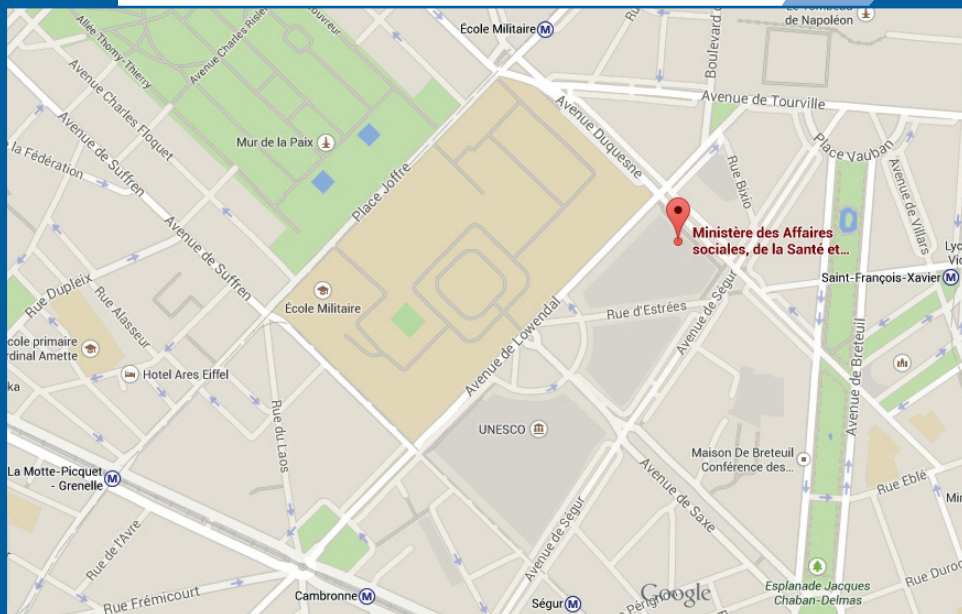 de Napoléon
École Militaire
Boulevard
Avenue de Tourville
Allée Thomy-Thierry
Avenue Charles Risler
Avenue Charles Floquet
Avenue de Suffren
Mur de la Paix
Place Joffre
Avenue Duquesne
Place Vauban
Rue Bixio
Avenue de Villars
la Fédération
Ministère des Affaires
sociales, de la Santé et...
Avenue de Suffren
Saint-François-Xavier
Rue Dupleix
Rue Alasseur
École Militaire
Rue d'Estrées
Avenue de Ségur
Avenue de Lowendal
Avenue de Breteuil
cole primaire
rdinal Amette
Hotel Ares Eiffel
ka
Rue du Laos
UNESCO
Maison De Breteuil
Conférence des...
La Motte-Picquet
- Grenelle
Avenue de Saxe
Rue Eblé
Rue de l'Avre
Avenue de Ségur
Rue Frémicourt
Cambronne
Ségur
Google
Esplanade Jacques
Chaban-Delmas